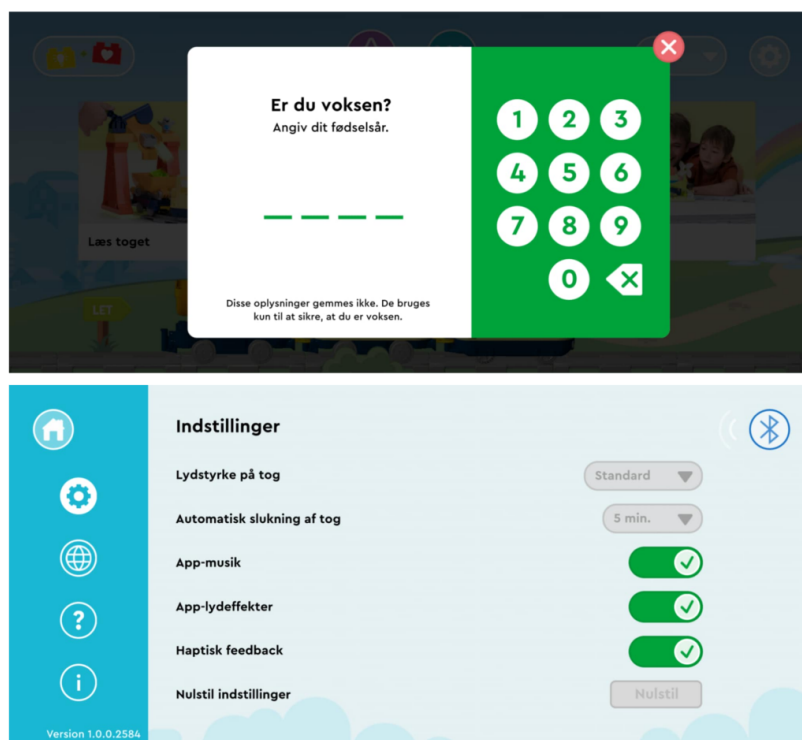 Er du voksen?
Angiv dit fødselsår.
1 2 3
4 5 6
7 8 9
0
Disse oplysninger gemmes ikke. De bruges
kun til at sikre, at du er voksen.
Læs toget
LET
Indstillinger
Lydstyrke på tog
Standard
Automatisk slukning af tog
5 min.
App-musik
App-lydeffekter
Haptisk feedback
Nulstil indstillinger
Nulstil
Version 1.0.0.2584